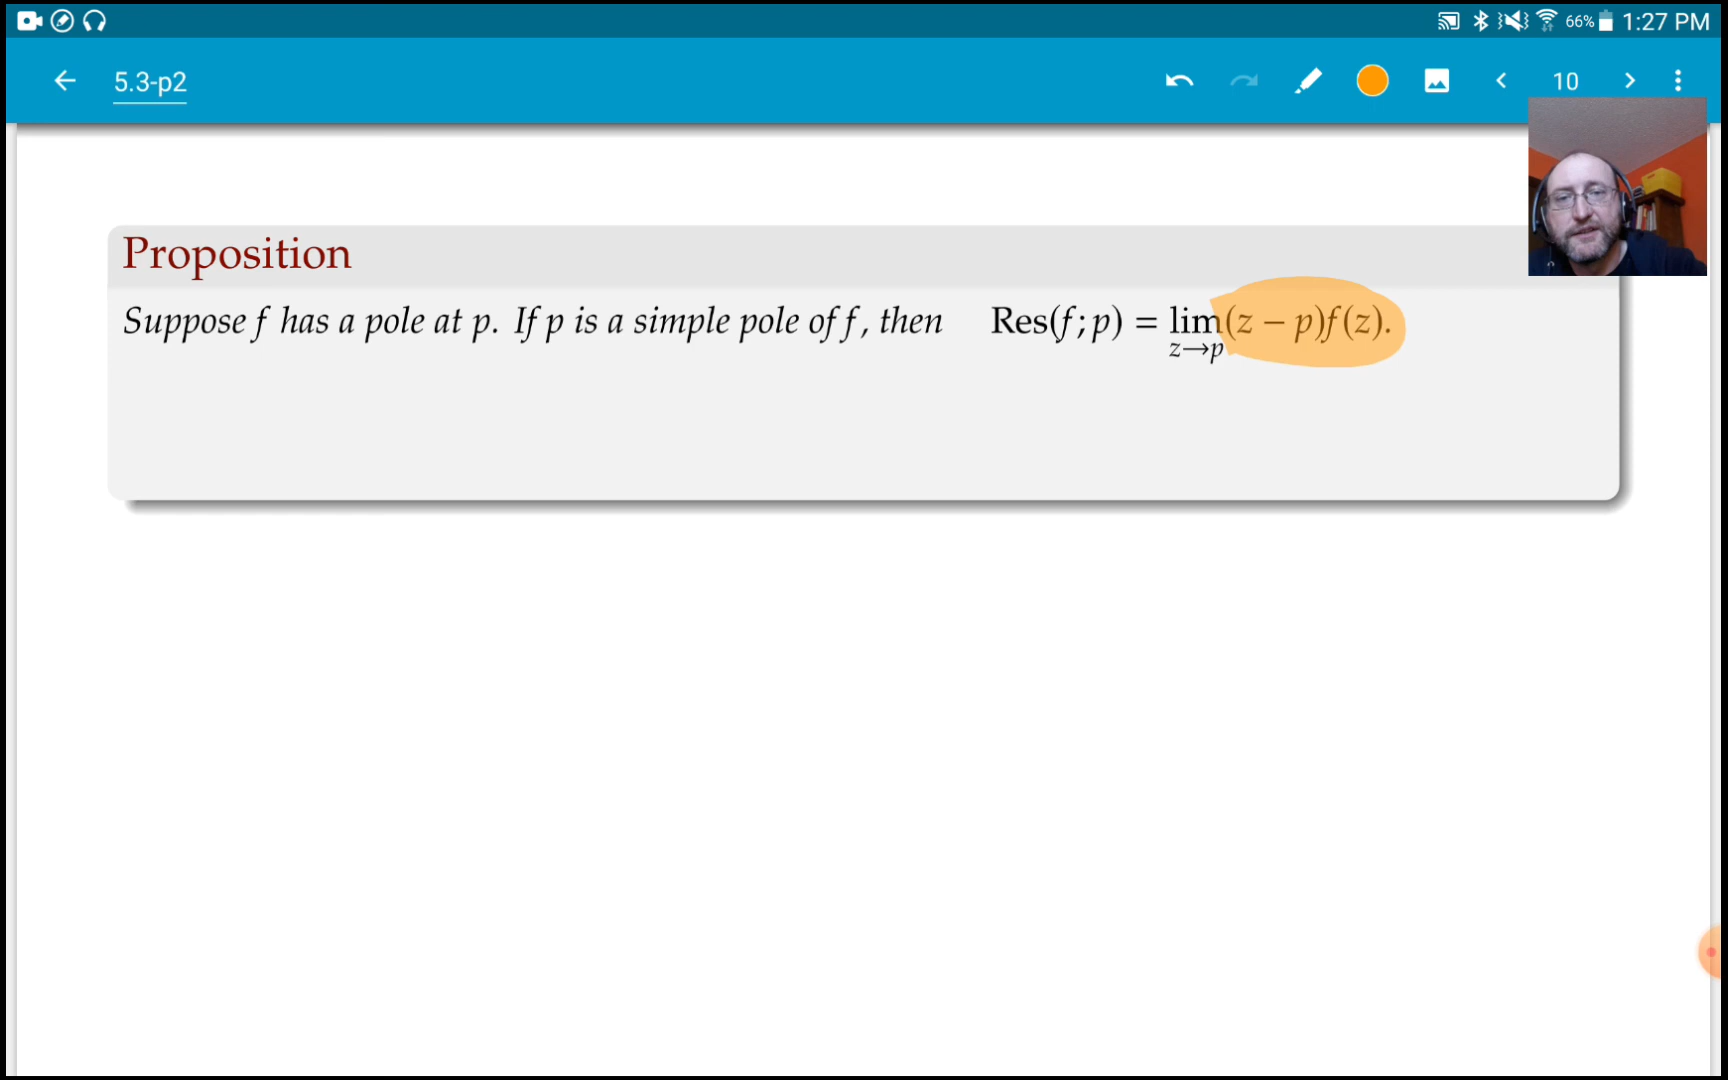 66% 1:27 PM
5.3-p2 10
Proposition
Suppose f has a pole at p. If p is a simple pole of f, then Res(f; p) = lim(z − p)f(z).
z→p